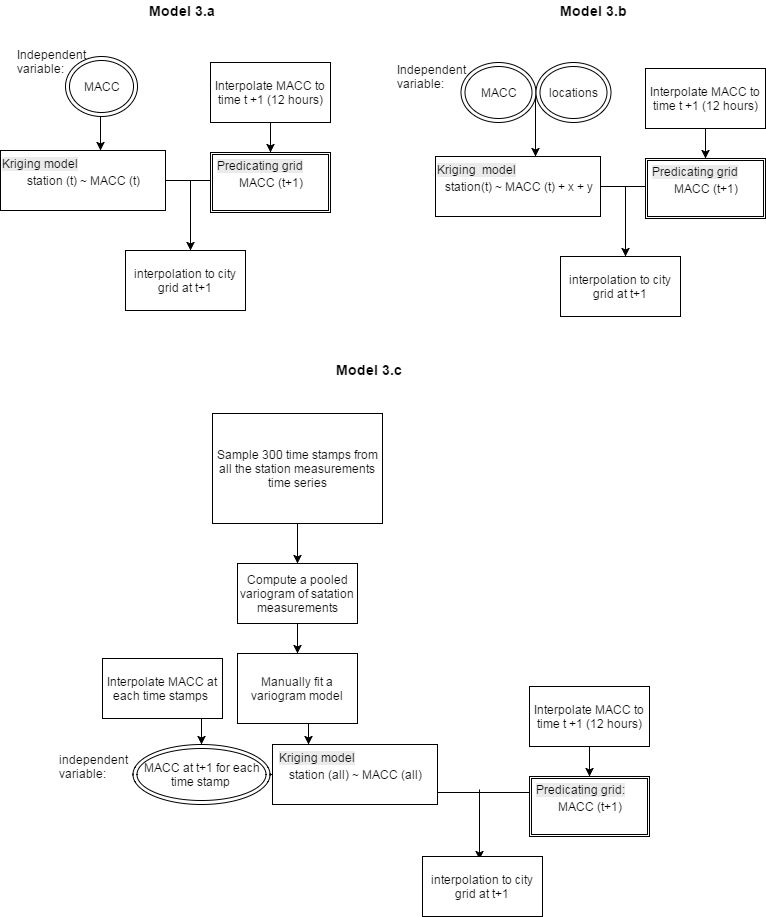 Model 3.a
Independent
variable:
MACC
Interpolate MACC to
time t +1 (12 hours)
Kriging model
station (t) ~ MACC (t)
Predicating grid
MACC (t+1)
interpolation to city
grid at t+1
Model 3.b
Independent
variable:
MACC
locations
Interpolate MACC to
time t +1 (12 hours)
Kriging model
station(t) ~ MACC (t) + x + y
Predicating grid
MACC (t+1)
interpolation to city
grid at t+1
Model 3.c
Sample 300 time stamps from
all the station measurements
time series
Compute a pooled
variogram of satation
measurements
Interpolate MACC at
each time stamps
Manually fit a
variogram model
Interpolate MACC to
time t +1 (12 hours)
independent
variable:
MACC at t+1 for each
time stamp
Kriging model
station (all) ~ MACC (all)
Predicating grid:
MACC (t+1)
interpolation to city
grid at t+1